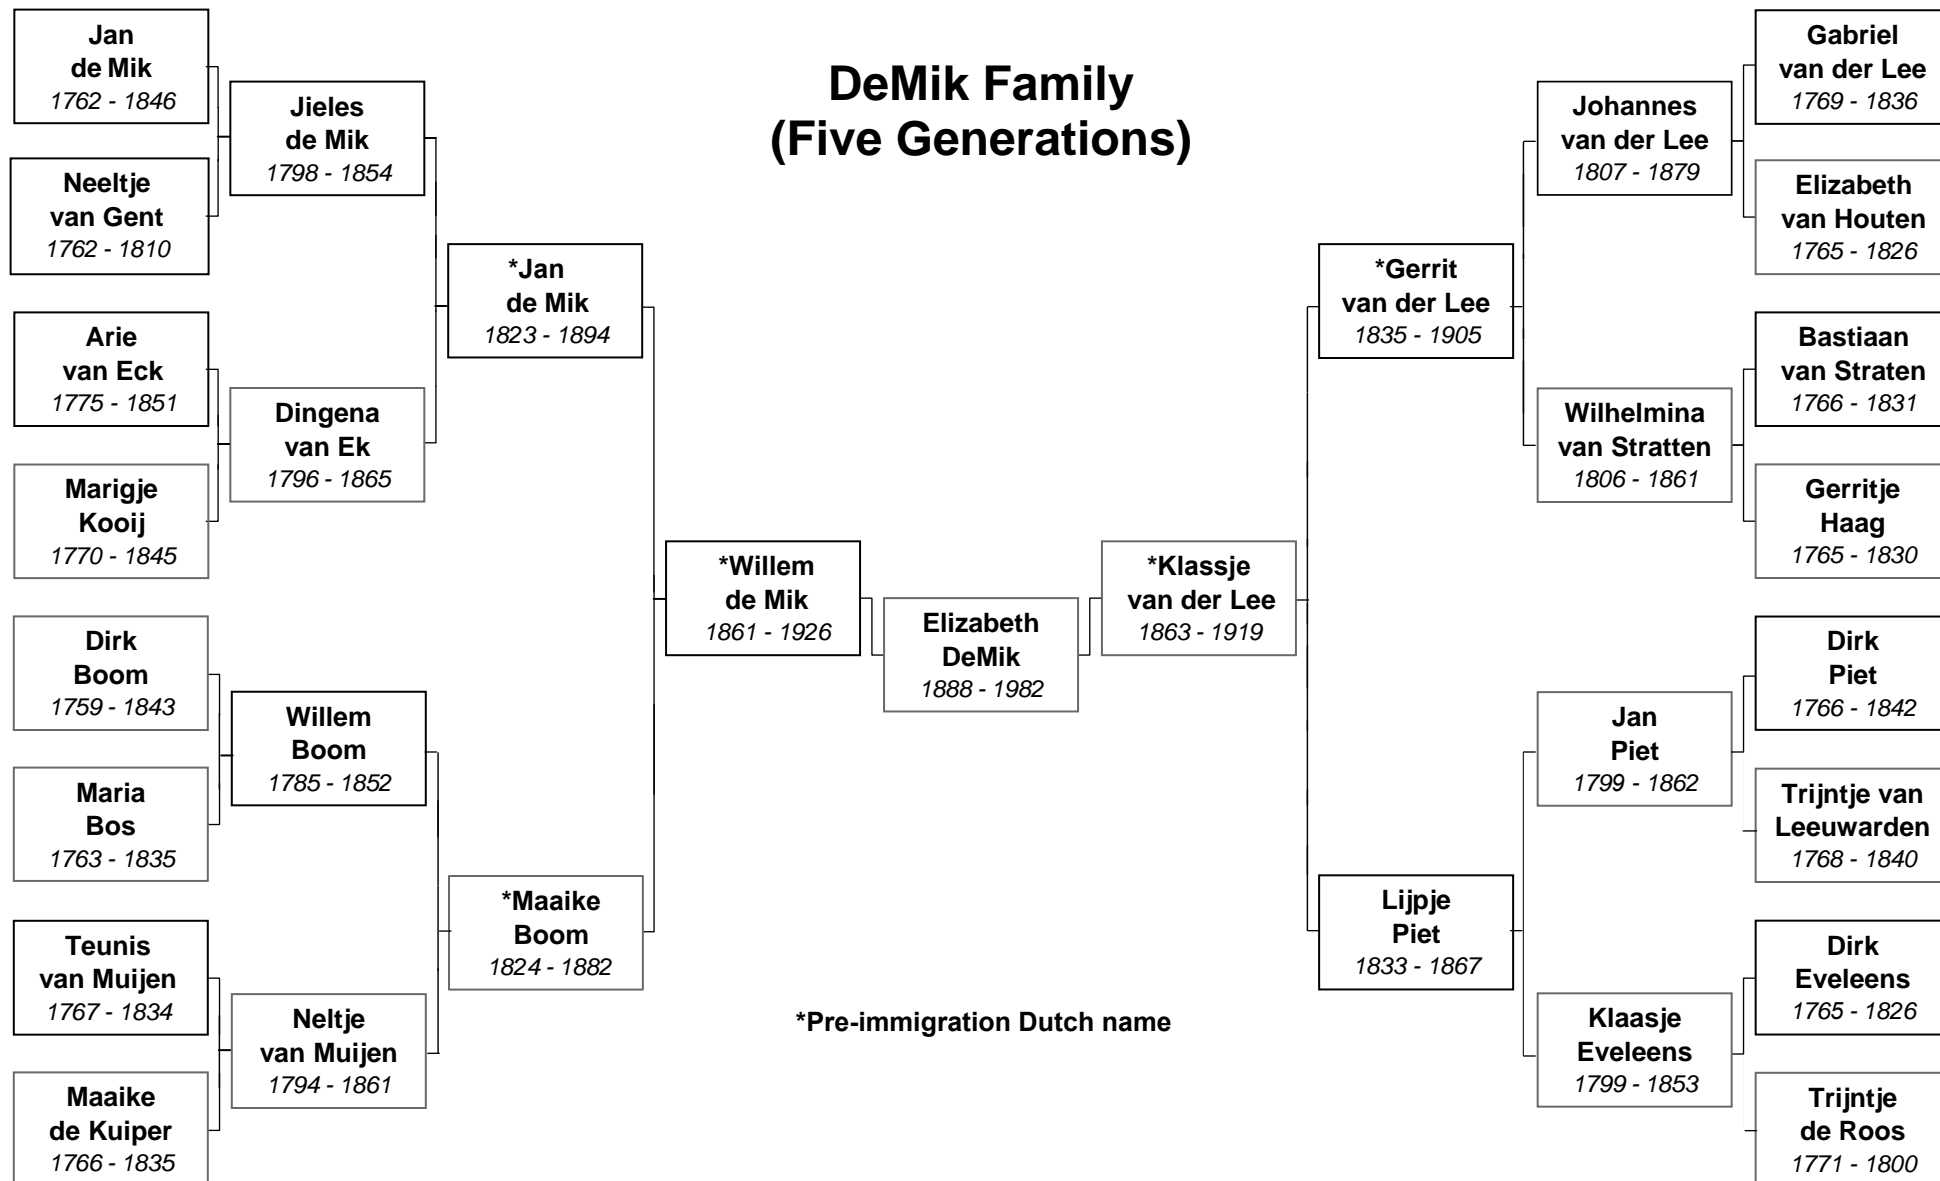 DeMik Family
(Five Generations)
Jan
de Mik
1762 - 1846
Neeltje
van Gent
1762 - 1810
Arie
van Eck
1775 - 1851
Marigje
Kooij
1770 - 1845
Dirk
Boom
1759 - 1843
Maria
Bos
1763 - 1835
Teunis
van Muijen
1767 - 1834
Maaike
de Kuiper
1766 - 1835
Jieles
de Mik
1798 - 1854
Dingena
van Ek
1796 - 1865
Willem
Boom
1785 - 1852
Neltje
van Muijen
1794 - 1861
*Jan
de Mik
1823 - 1894
*Maaike
Boom
1824 - 1882
*Willem
de Mik
1861 - 1926
Elizabeth
DeMik
1888 - 1982
*Klassje
van der Lee
1863 - 1919
*Gerrit
van der Lee
1835 - 1905
Lijpje
Piet
1833 - 1867
Johannes
van der Lee
1807 - 1879
Wilhelmina
van Stratten
1806 - 1861
Jan
Piet
1799 - 1862
Klaasje
Eveleens
1799 - 1853
Gabriel
van der Lee
1769 - 1836
Elizabeth
van Houten
1765 - 1826
Bastiaan
van Straten
1766 - 1831
Gerritje
Haag
1765 - 1830
Dirk
Piet
1766 - 1842
Trijntje van
Leeuwarden
1768 - 1840
Dirk
Eveleens
1765 - 1826
Trijntje
de Roos
1771 - 1800
*Pre-immigration Dutch name